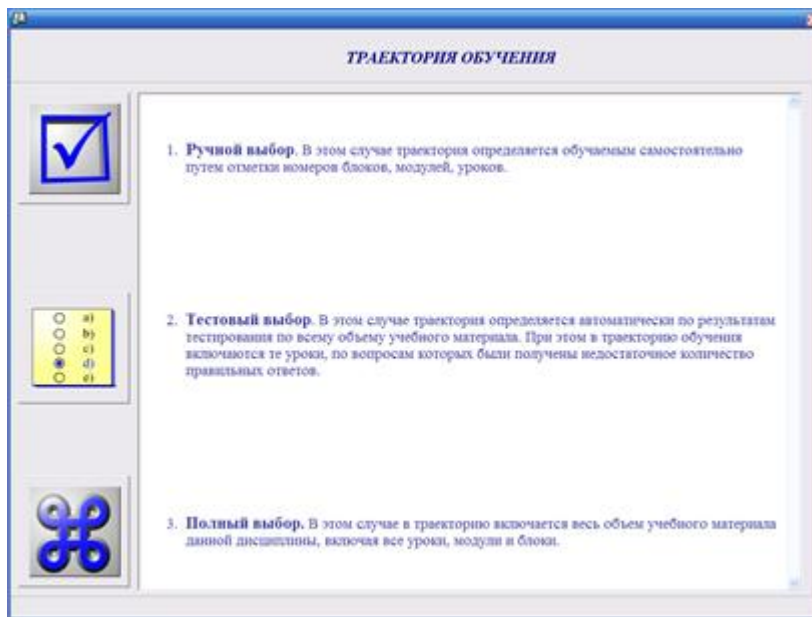 ТРАЕКТОРИЯ ОБУЧЕНИЯ
1. Ручной выбор. В этом случае траектория определяется обучаемым самостоятельно
путем отметки номеров блоков, модулей, уроков.
a)
b)
c)
d)
e)
2. Тестовый выбор. В этом случае траектория определяется автоматически по результатам
тестирования по всему объему учебного материала. При этом в траекторию обучения
включаются те уроки, по вопросам которых были получены недостаточное количество
правильных ответов.
3. Полный выбор. В этом случае в траекторию включается весь объем учебного материала
данной дисциплины, включая все уроки, модули и блоки.